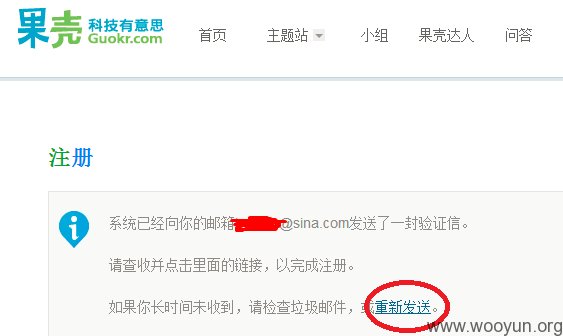 果壳 科技有意思
Guokr.com
首页 主题站 小组 果壳达人 问答
注册
系统已经向你的邮箱@sina.com发送了一封验证信。
请查收并点击里面的链接，以完成注册。
如果你长时间未收到，请检查垃圾邮件，或重新发送。
www.wooyun.org